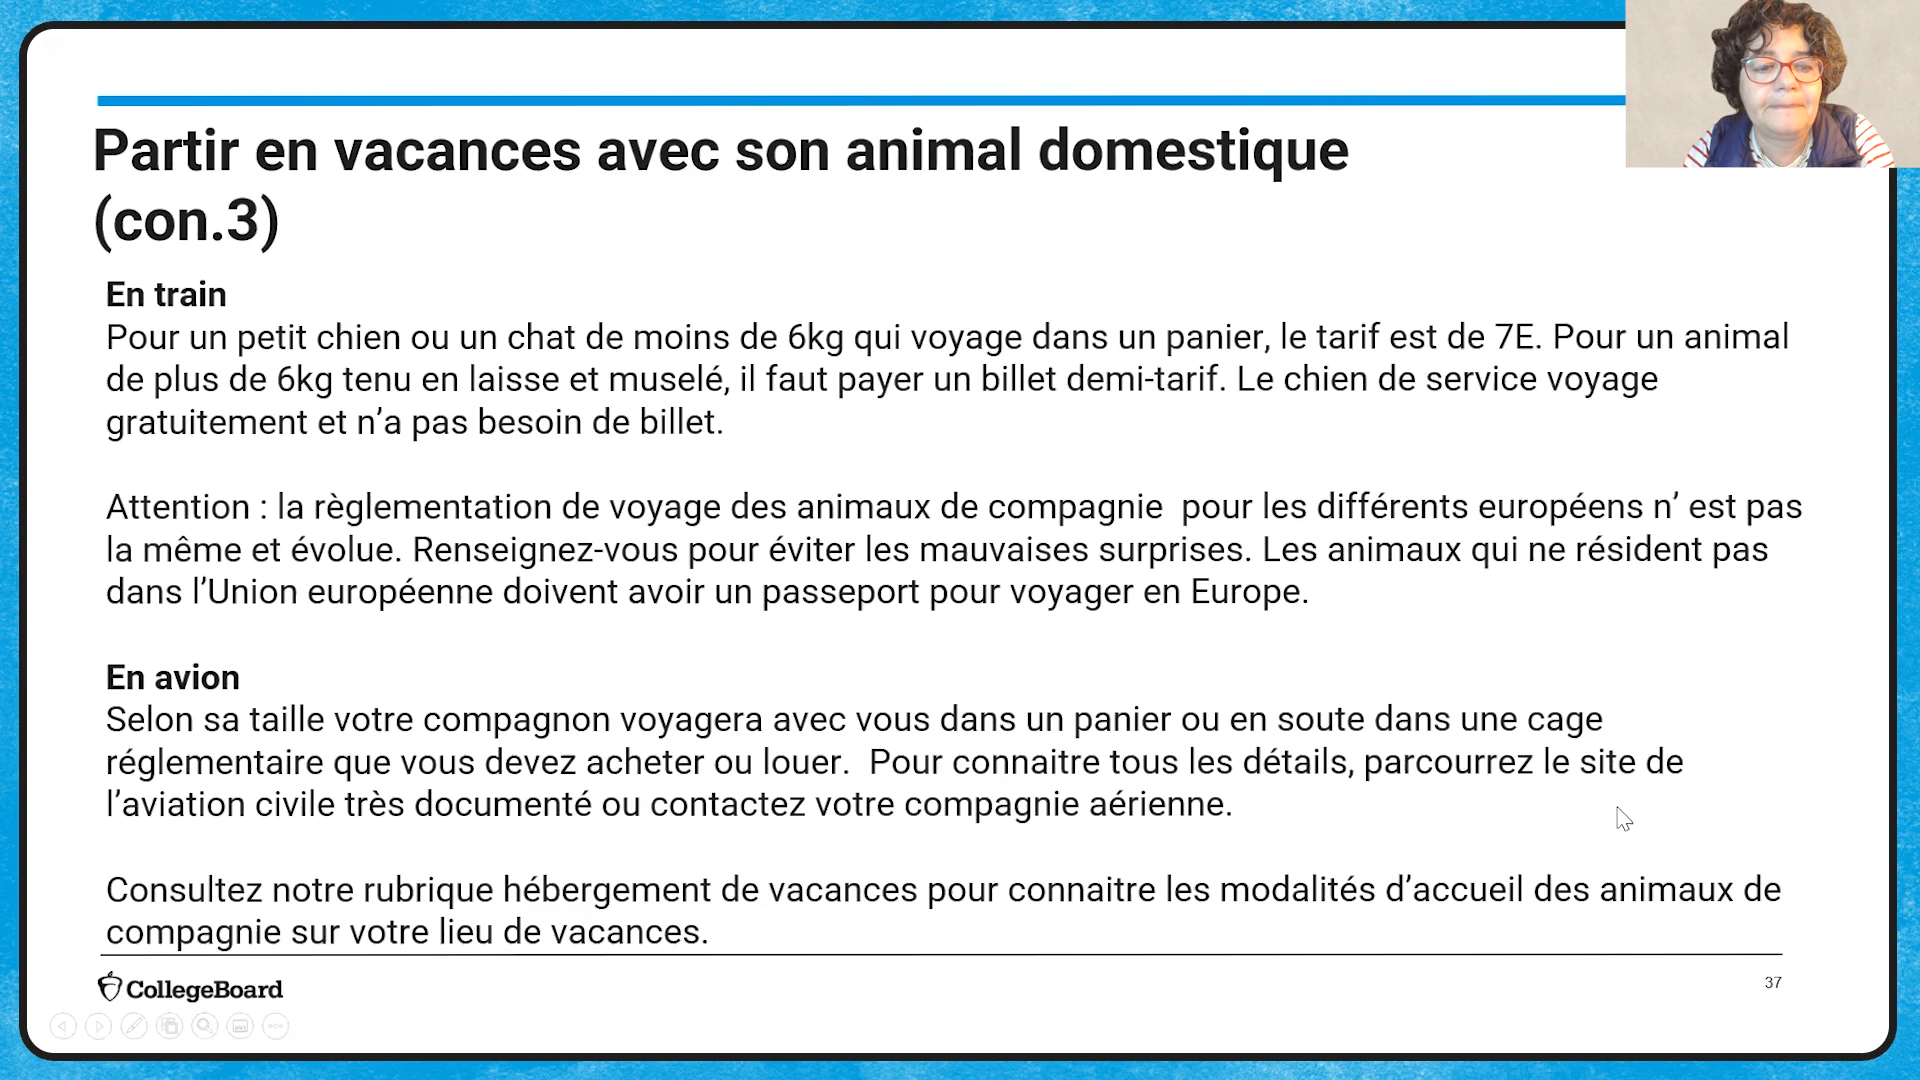 Partir en vacances avec son animal domestique
(con.3)
En train
Pour un petit chien ou un chat de moins de 6kg qui voyage dans un panier, le tarif est de 7E. Pour un animal
de plus de 6kg tenu en laisse et muselé, il faut payer un billet demi-tarif. Le chien de service voyage
gratuitement et n’a pas besoin de billet.
Attention : la règlementation de voyage des animaux de compagnie  pour les différents européens n’ est pas
la même et évolue. Renseignez-vous pour éviter les mauvaises surprises. Les animaux qui ne résident pas
dans l’Union européenne doivent avoir un passeport pour voyager en Europe.
En avion
Selon sa taille votre compagnon voyagera avec vous dans un panier ou en soute dans une cage
réglementaire que vous devez acheter ou louer.  Pour connaitre tous les détails, parcourrez le site de
l’aviation civile très documenté ou contactez votre compagnie aérienne.
Consultez notre rubrique hébergement de vacances pour connaitre les modalités d’accueil des animaux de
compagnie sur votre lieu de vacances.
CollegeBoard
37